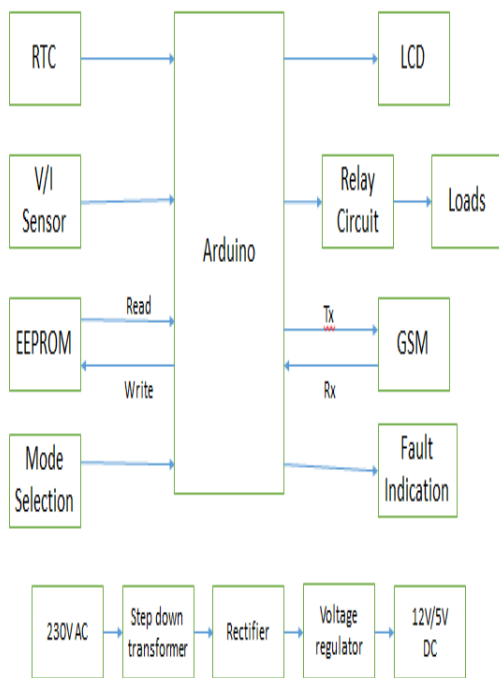 RTC
LCD
V/I
Sensor
Relay
Circuit
Loads
Arduino
Read
EEPROM
Write
Tx
GSM
Rx
Mode
Selection
Fault
Indication
230V AC
Step down
transformer
Rectifier
Voltage
regulator
12V/5V
DC